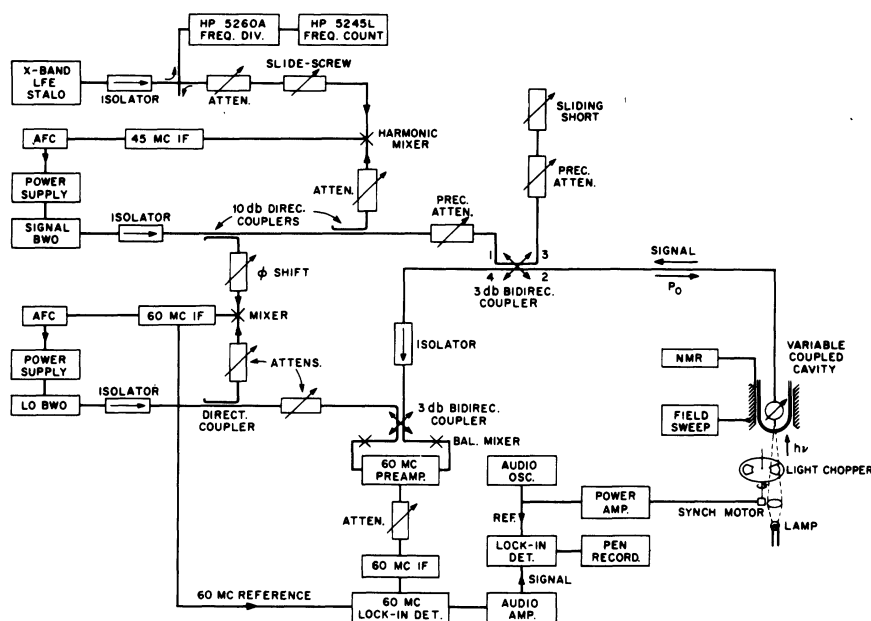 HP 5260A
FREQ. DIV.
HP 5245L
FREQ. COUNT
X-BAND
LFE
STALO
ISOLATOR
ATTEN.
SLIDE-SCREW
SLIDING
SHORT
AFC
45 MC IF
HARMONIC
MIXER
PREC.
ATTEN.
POWER
SUPPLY
ATTEN.
SIGNAL
BWO
ISOLATOR
10 db DIREC.
COUPLERS
PREC.
ATTEN.
1
3
4
2
3 db BIDIREC.
COUPLER
SIGNAL
P₀
ϕ SHIFT
AFC
60 MC IF
MIXER
ISOLATOR
POWER
SUPPLY
ATTENS.
NMR
VARIABLE
COUPLED
CAVITY
LO BWO
ISOLATOR
DIRECT.
COUPLER
3 db BIDIREC.
COUPLER
FIELD
SWEEP
BAL. MIXER
hν
60 MC
PREAMP.
AUDIO
OSC.
LIGHT CHOPPER
ATTEN.
REF.
POWER
AMP.
SYNCH MOTOR
LAMP
LOCK-IN
DET.
PEN
RECORD.
60 MC IF
SIGNAL
60 MC REFERENCE
60 MC
LOCK-IN DET.
AUDIO
AMP.